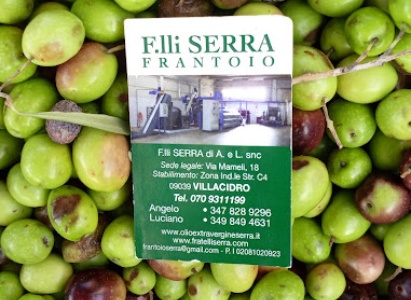 F.lli SERRA
FRANTOIO
F.lli SERRA di A. e L. snc
Sede legale: Via Mameli, 18
Stabilimento: Zona Ind.le Str. C4
09039 VILLACIDRO
Tel. 070 9311199
Angelo • 347 828 9296
Luciano • 349 849 4631
www.olioextravergineserra.it
www.fratelliserra.com
frantoioserra@gmail.com - P. I 02081020923